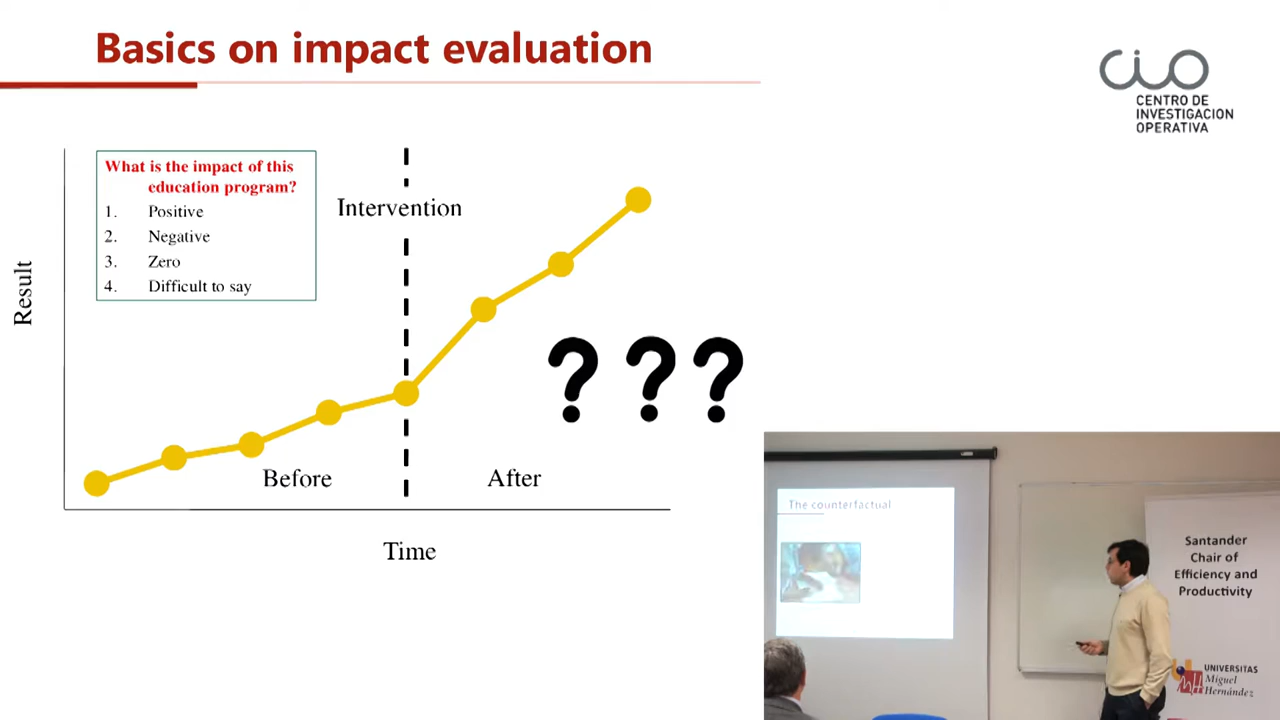 Basics on impact evaluation
CIO
CENTRO DE
INVESTIGACION
OPERATIVA
What is the impact of this
education program?
1. Positive
2. Negative
3. Zero
4. Difficult to say
Intervention
Result
? ? ?
Before
After
Time
The counterfactual
Santander
Chair of
Efficiency and
Productivity
UNIVERSITAS
Miguel
Hernández